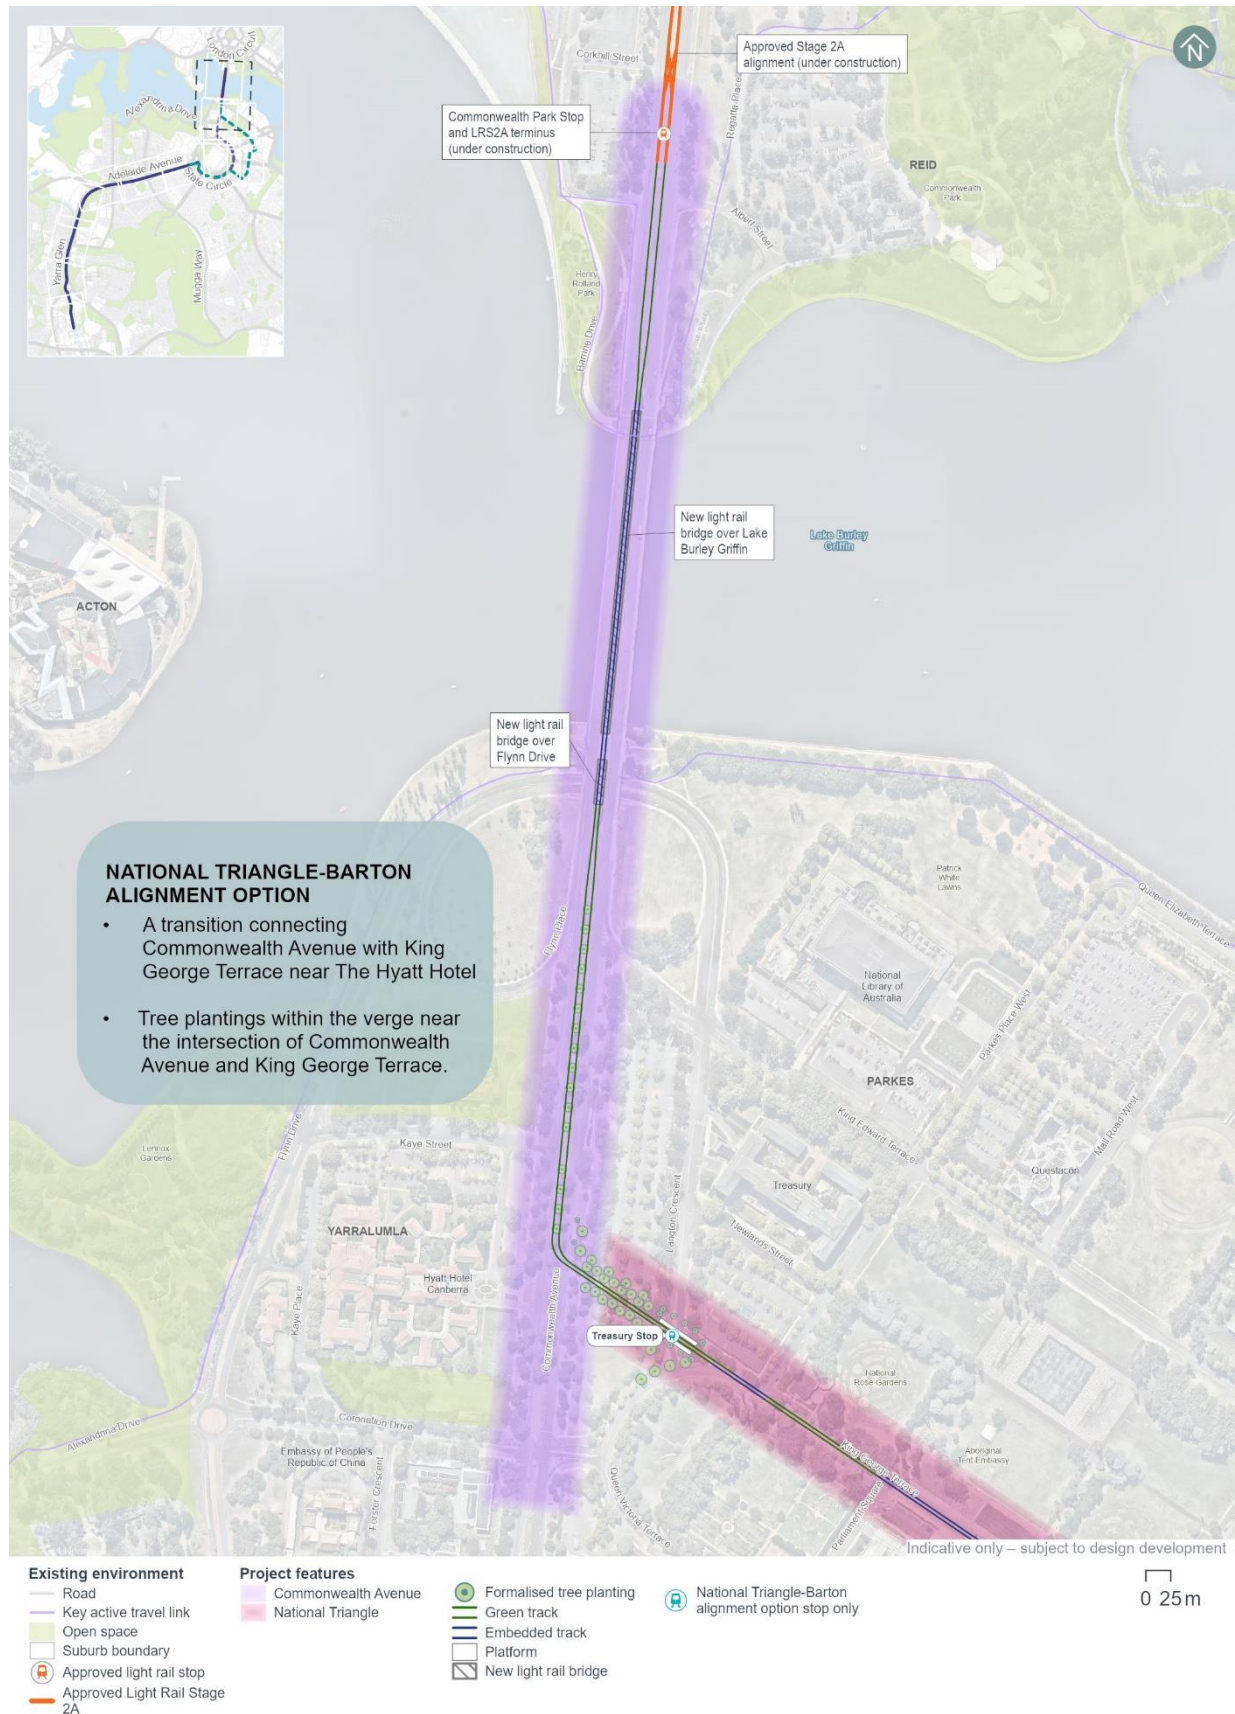 London Circuit
Alexandrina Drive
Adelaide Avenue
State Circle
Yarra Glen
Mugga Way
N
Corkhill Street
Approved Stage 2A
alignment (under construction)
Regatta Place
Commonwealth Park Stop
and LRS2A terminus
(under construction)
REID
Commonwealth
Park
Albert Street
Henry
Rolland
Park
Barrine Drive
New light rail
bridge over Lake
Burley Griffin
Lake Burley
Griffin
ACTON
New light rail
bridge over
Flynn Drive
NATIONAL TRIANGLE-BARTON
ALIGNMENT OPTION
• A transition connecting
Commonwealth Avenue with King
George Terrace near The Hyatt Hotel
• Tree plantings within the verge near
the intersection of Commonwealth
Avenue and King George Terrace.
Flynn Place
Patrick
White
Lawns
Queen Elizabeth Terrace
National
Library of
Australia
Parkes Place West
PARKES
King Edward Terrace
Mall Road West
Questacon
Treasury
Newlands Street
Langton Crescent
Flynn Drive
Kaye Street
Lennox
Gardens
YARRALUMLA
Hyatt Hotel
Canberra
Kaye Place
Commonwealth Avenue
Treasury Stop
National
Rose Gardens
Alexandrina Drive
Coronation Drive
Embassy of People's
Republic of China
Forster Crescent
Queen Victoria Terrace
King George Terrace
Aboriginal
Tent Embassy
Parliament Square
Indicative only – subject to design development
Existing environment
Road
Key active travel link
Open space
Suburb boundary
Approved light rail stop
Approved Light Rail Stage
2A
Project features
Commonwealth Avenue
National Triangle
Formalised tree planting
Green track
Embedded track
Platform
New light rail bridge
National Triangle-Barton
alignment option stop only
0 25m